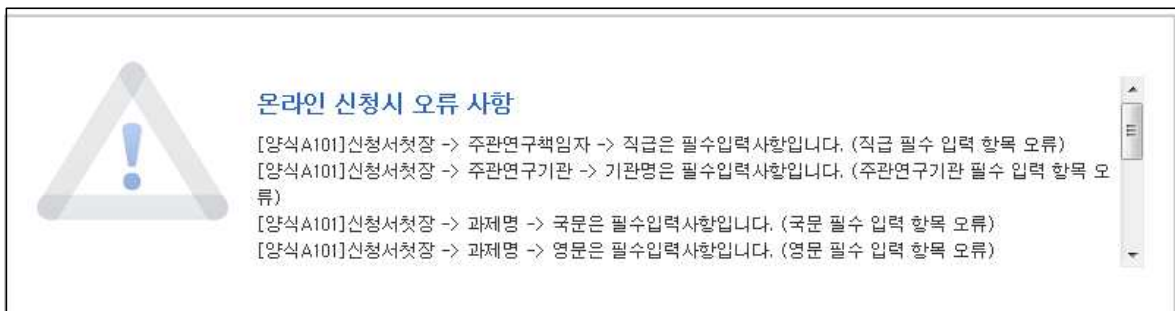 온라인 신청시 오류 사항
[양식A101]신청서첫장 -> 주관연구책임자 -> 직급은 필수입력사항입니다. (직급 필수 입력 항목 오류)
[양식A101]신청서첫장 -> 주관연구기관 -> 기관명은 필수입력사항입니다. (주관연구기관 필수 입력 항목 오
류)
[양식A101]신청서첫장 -> 과제명 -> 국문은 필수입력사항입니다. (국문 필수 입력 항목 오류)
[양식A101]신청서첫장 -> 과제명 -> 영문은 필수입력사항입니다. (영문 필수 입력 항목 오류)